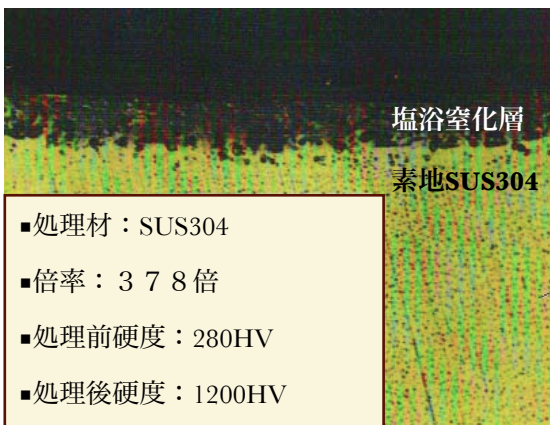 塩浴窒化層
素地SUS304
■処理材：SUS304
■倍率：３７８倍
■処理前硬度：280HV
■処理後硬度：1200HV